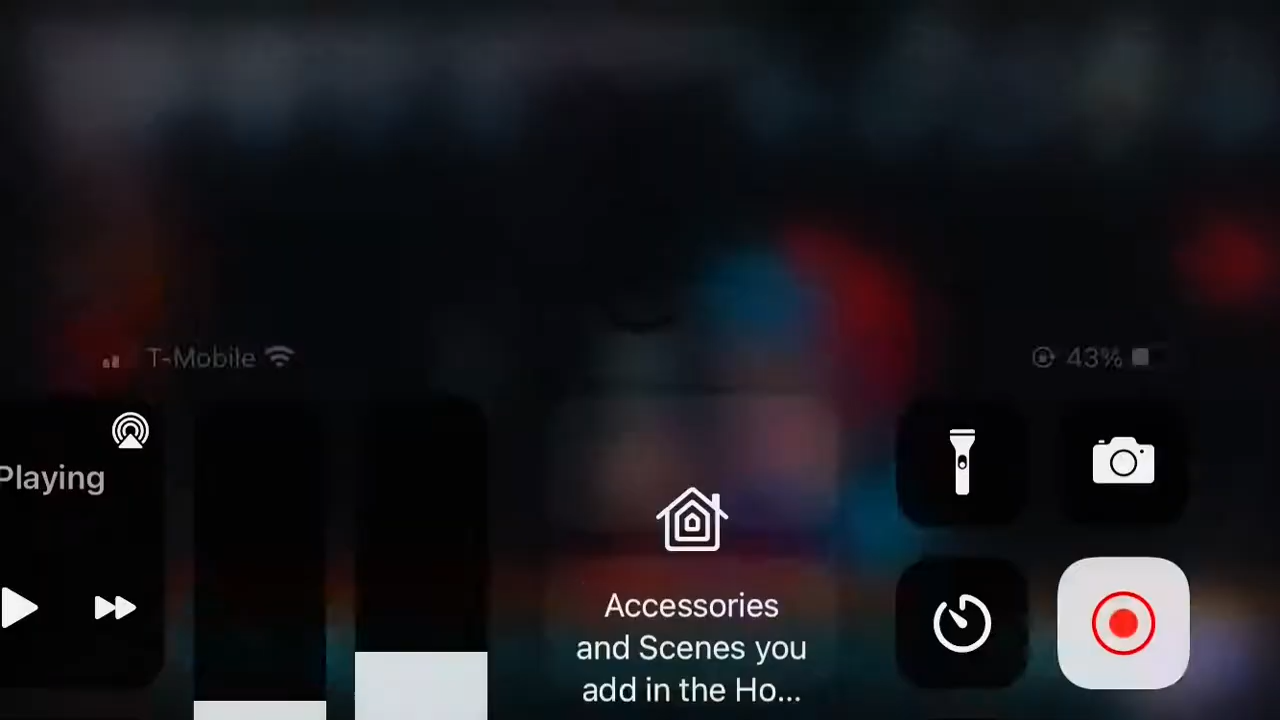 T-Mobile
43%
Playing
Accessories
and Scenes you
add in the Ho...